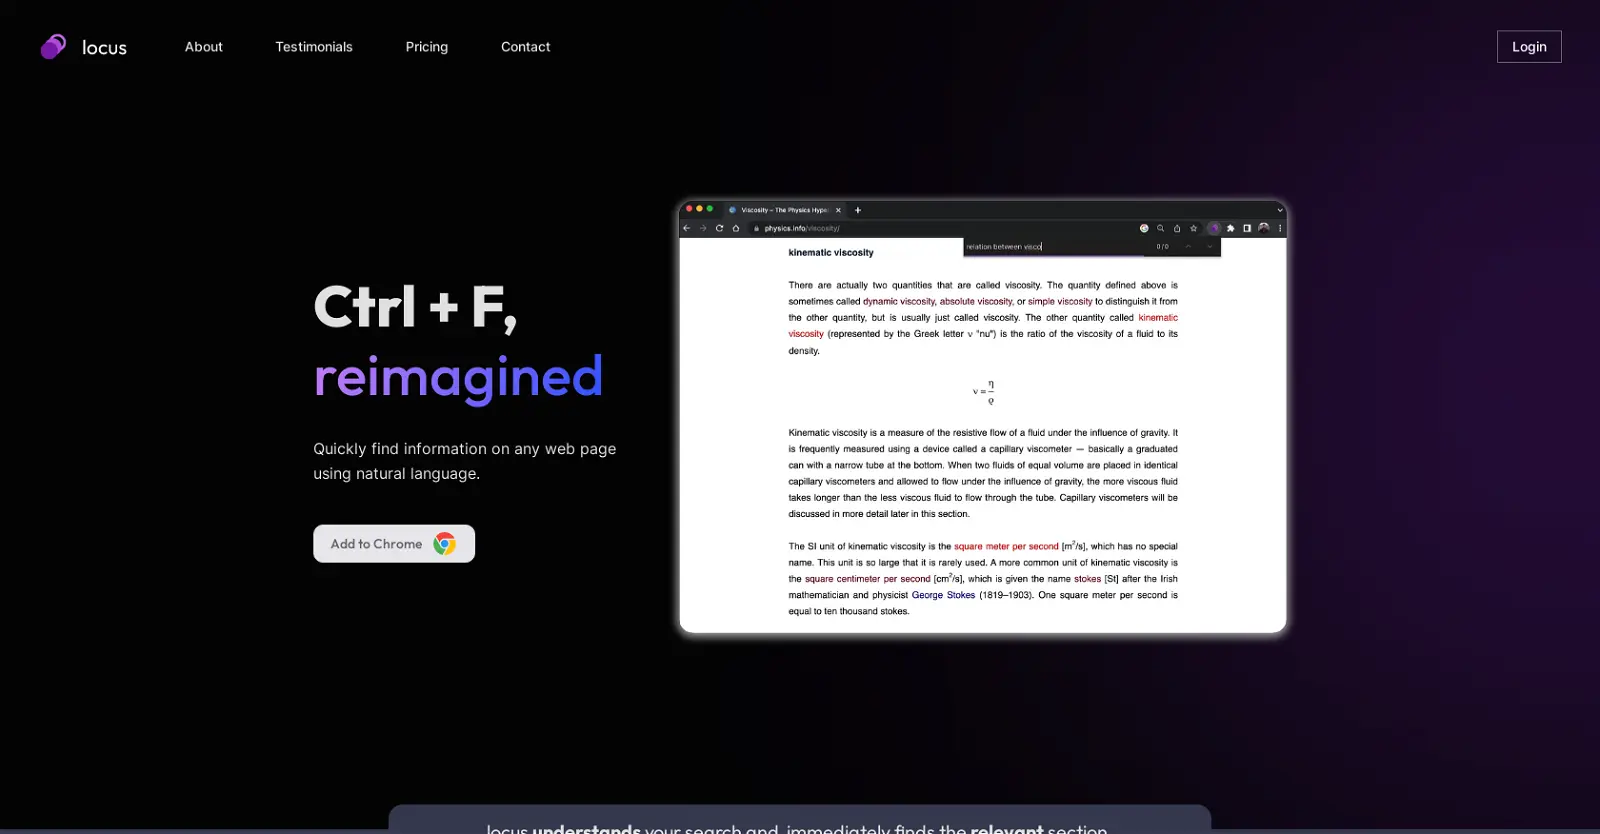 locus
About
Testimonials
Pricing
Contact
Login
Ctrl + F,
reimagined
Quickly find information on any web page
using natural language.
Add to Chrome
Viscosity – The Physics Hype
physics.info/viscosity/
relation between visco
0/0
kinematic viscosity
There are actually two quantities that are called viscosity. The quantity defined above is
sometimes called dynamic viscosity, absolute viscosity, or simple viscosity to distinguish it from
the other quantity, but is usually just called viscosity. The other quantity called kinematic
viscosity (represented by the Greek letter ν "nu") is the ratio of the viscosity of a fluid to its
density.
ν = η
ϱ
Kinematic viscosity is a measure of the resistive flow of a fluid under the influence of gravity. It
is frequently measured using a device called a capillary viscometer — basically a graduated
can with a narrow tube at the bottom. When two fluids of equal volume are placed in identical
capillary viscometers and allowed to flow under the influence of gravity, the more viscous fluid
takes longer than the less viscous fluid to flow through the tube. Capillary viscometers will be
discussed in more detail later in this section.
The SI unit of kinematic viscosity is the square meter per second [m²/s], which has no special
name. This unit is so large that it is rarely used. A more common unit of kinematic viscosity is
the square centimeter per second [cm²/s], which is given the name stokes [St] after the Irish
mathematician and physicist George Stokes (1819–1903). One square meter per second is
equal to ten thousand stokes.
locus understands your search and, immediately finds the relevant section